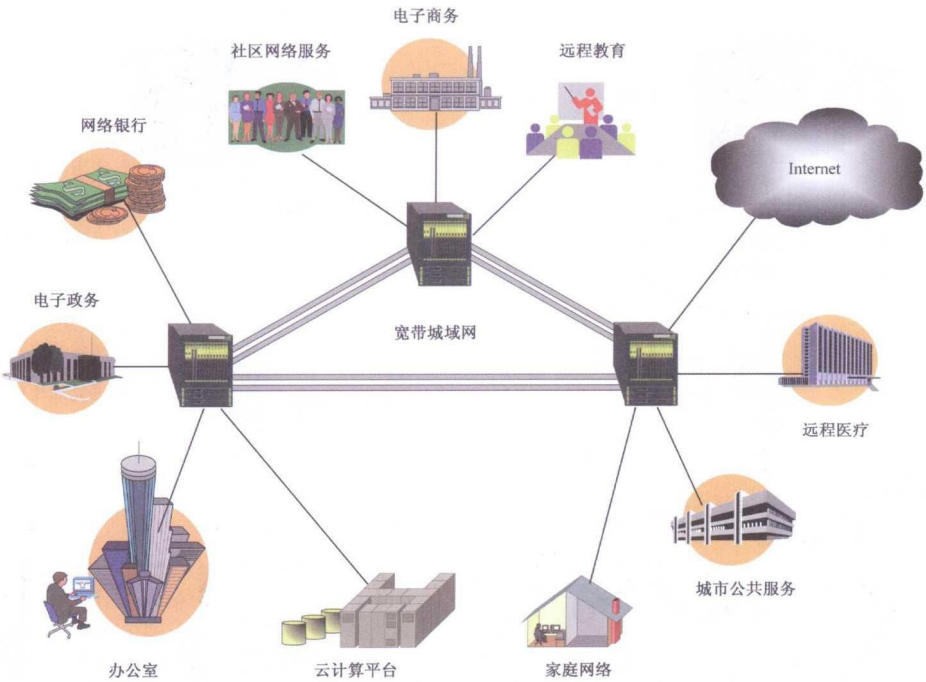 电子商务
社区网络服务
远程教育
网络银行
Internet
电子政务
宽带城域网
远程医疗
城市公共服务
办公室
云计算平台
家庭网络